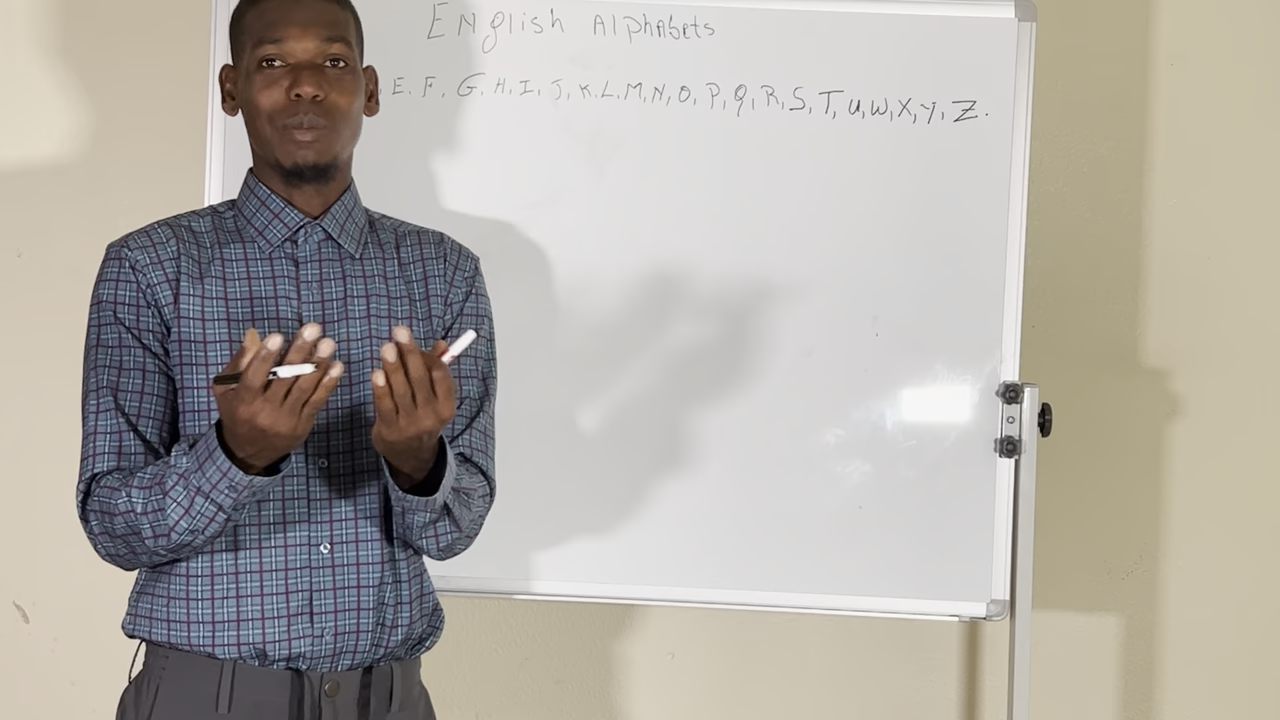 English Alphabets
, E. F, G. H, I, J, K. L, M, N, O, P, Q, R, S, T, U, W, X, Y, Z.